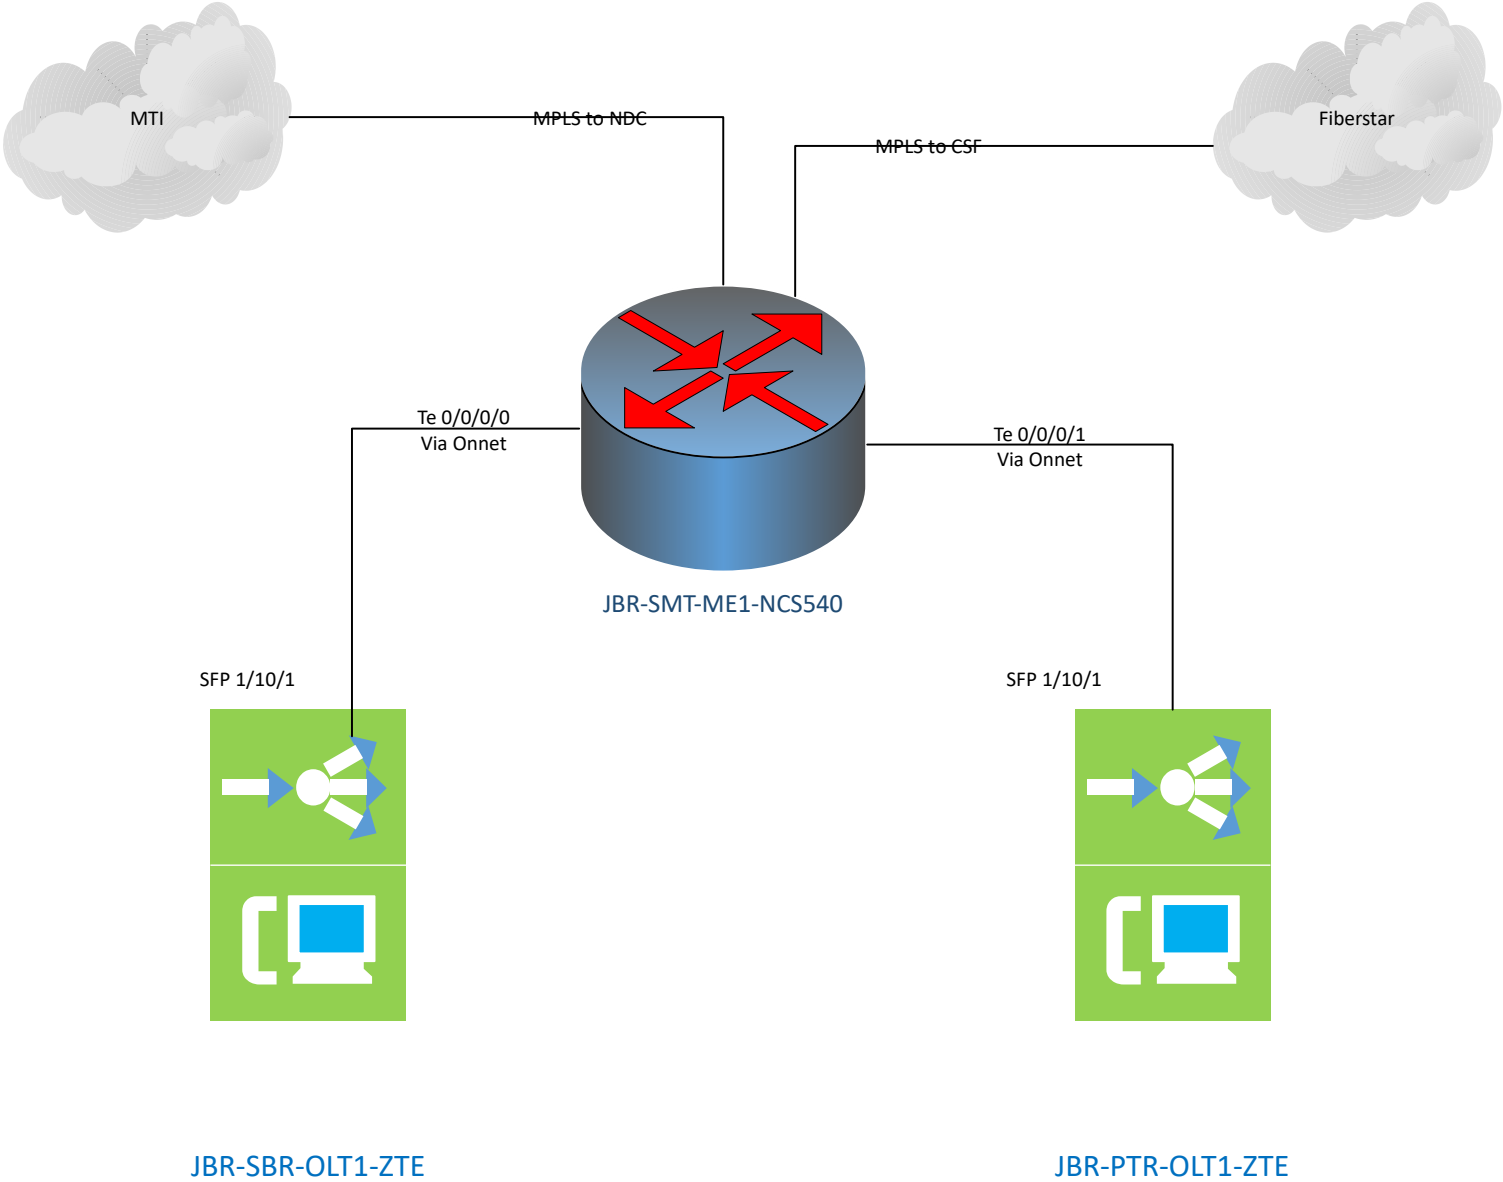 MTI
Fiberstar
MPLS to NDC
MPLS to CSF
Te 0/0/0/0
Via Onnet
Te 0/0/0/1
Via Onnet
JBR-SMT-ME1-NCS540
SFP 1/10/1
SFP 1/10/1
JBR-SBR-OLT1-ZTE
JBR-PTR-OLT1-ZTE